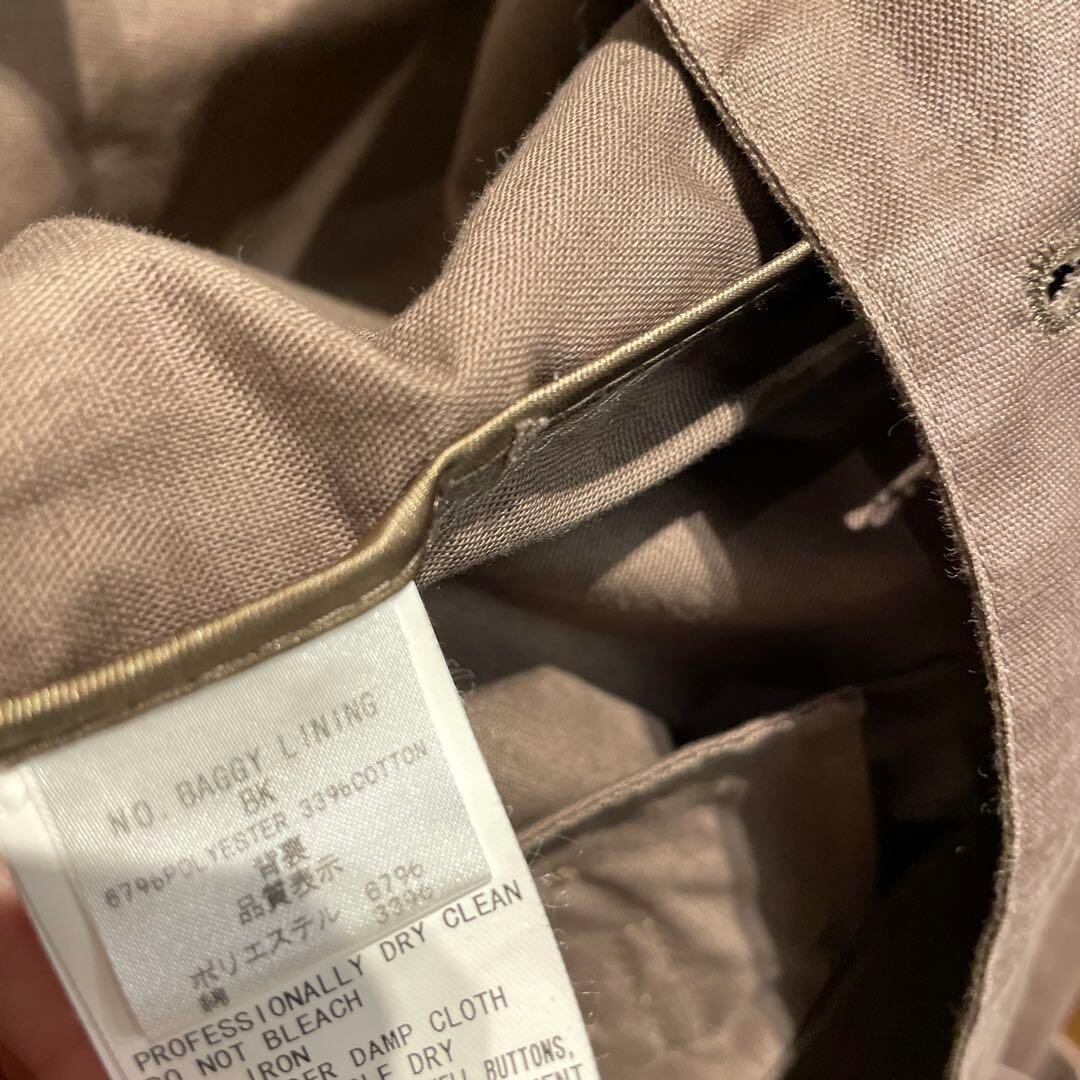 NO. BAGGY LINING
BK
67%POLYESTER 33%COTTON
背裏
品質表示
ポリエステル 67%
綿 33%
PROFESSIONALLY DRY CLEAN
DO NOT BLEACH
IRON
DAMP CLOTH
DRY
BUTTONS,